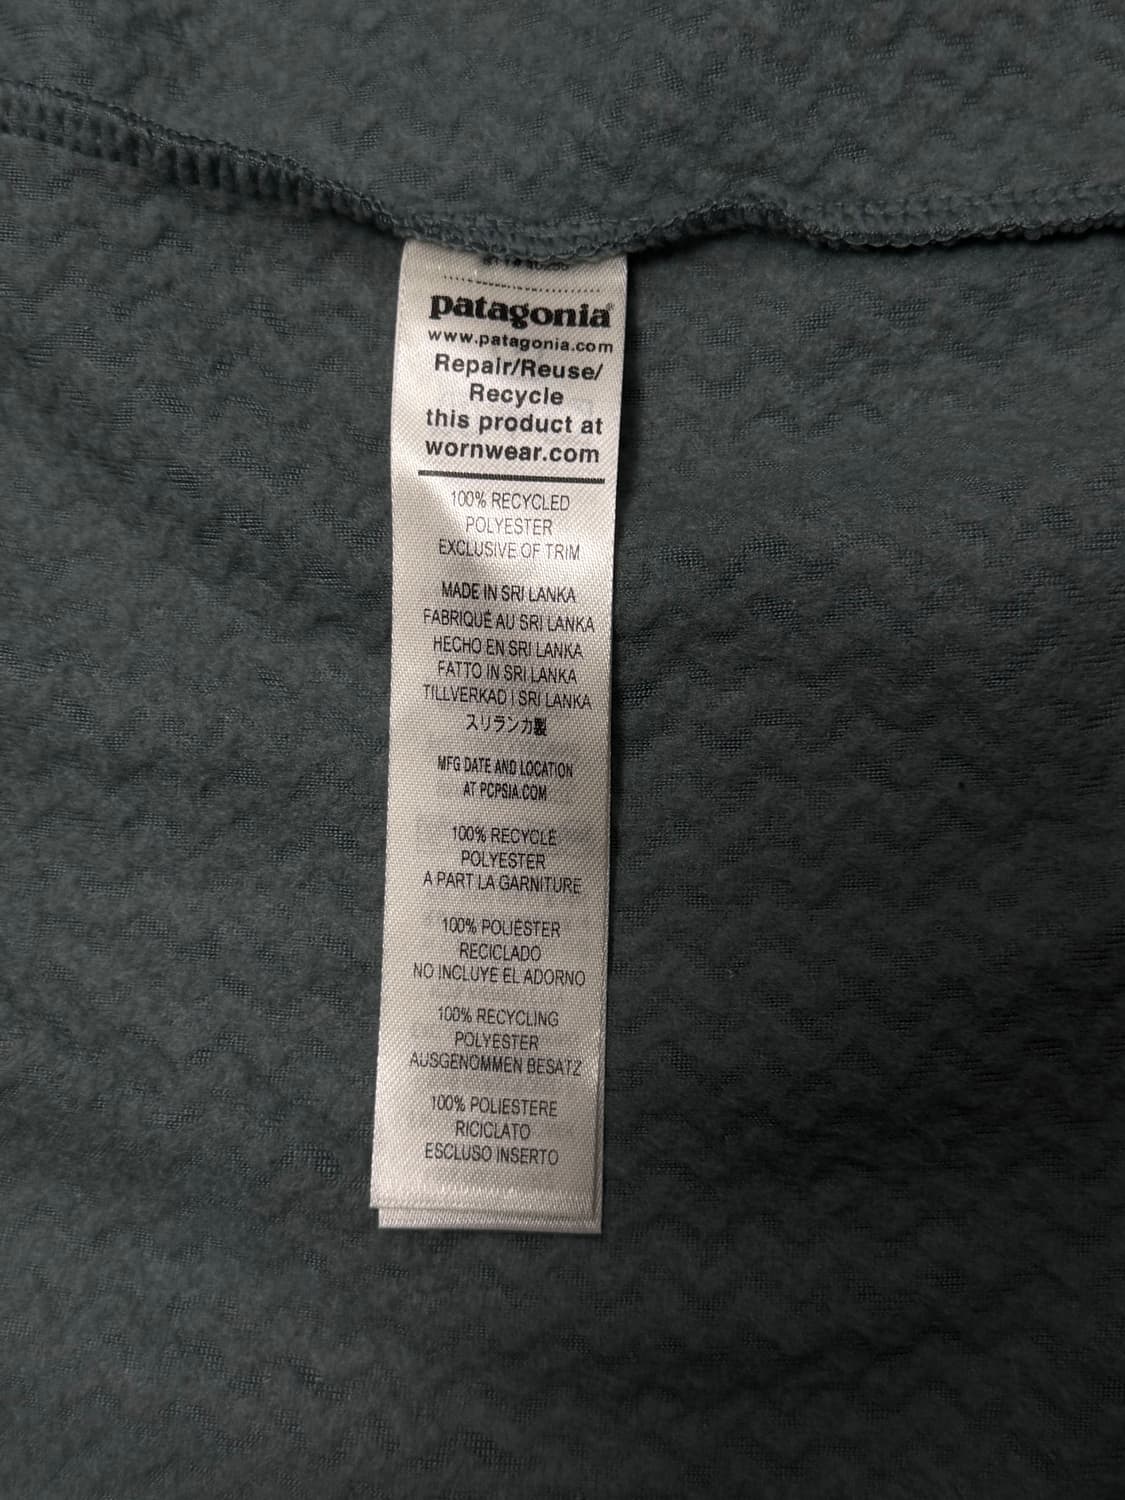 patagonia®
www.patagonia.com
Repair/Reuse/
Recycle
this product at
wornwear.com
100% RECYCLED
POLYESTER
EXCLUSIVE OF TRIM
MADE IN SRI LANKA
FABRIQUÉ AU SRI LANKA
HECHO EN SRI LANKA
FATTO IN SRI LANKA
TILLVERKAD I SRI LANKA
スリランカ製
MFG DATE AND LOCATION
AT PCPSIA.COM
100% RECYCLÉ
POLYESTER
A PART LA GARNITURE
100% POLIÉSTER
RECICLADO
NO INCLUYE EL ADORNO
100% RECYCLING
POLYESTER
AUSGENOMMEN BESATZ
100% POLIESTERE
RICICLATO
ESCLUSO INSERTO